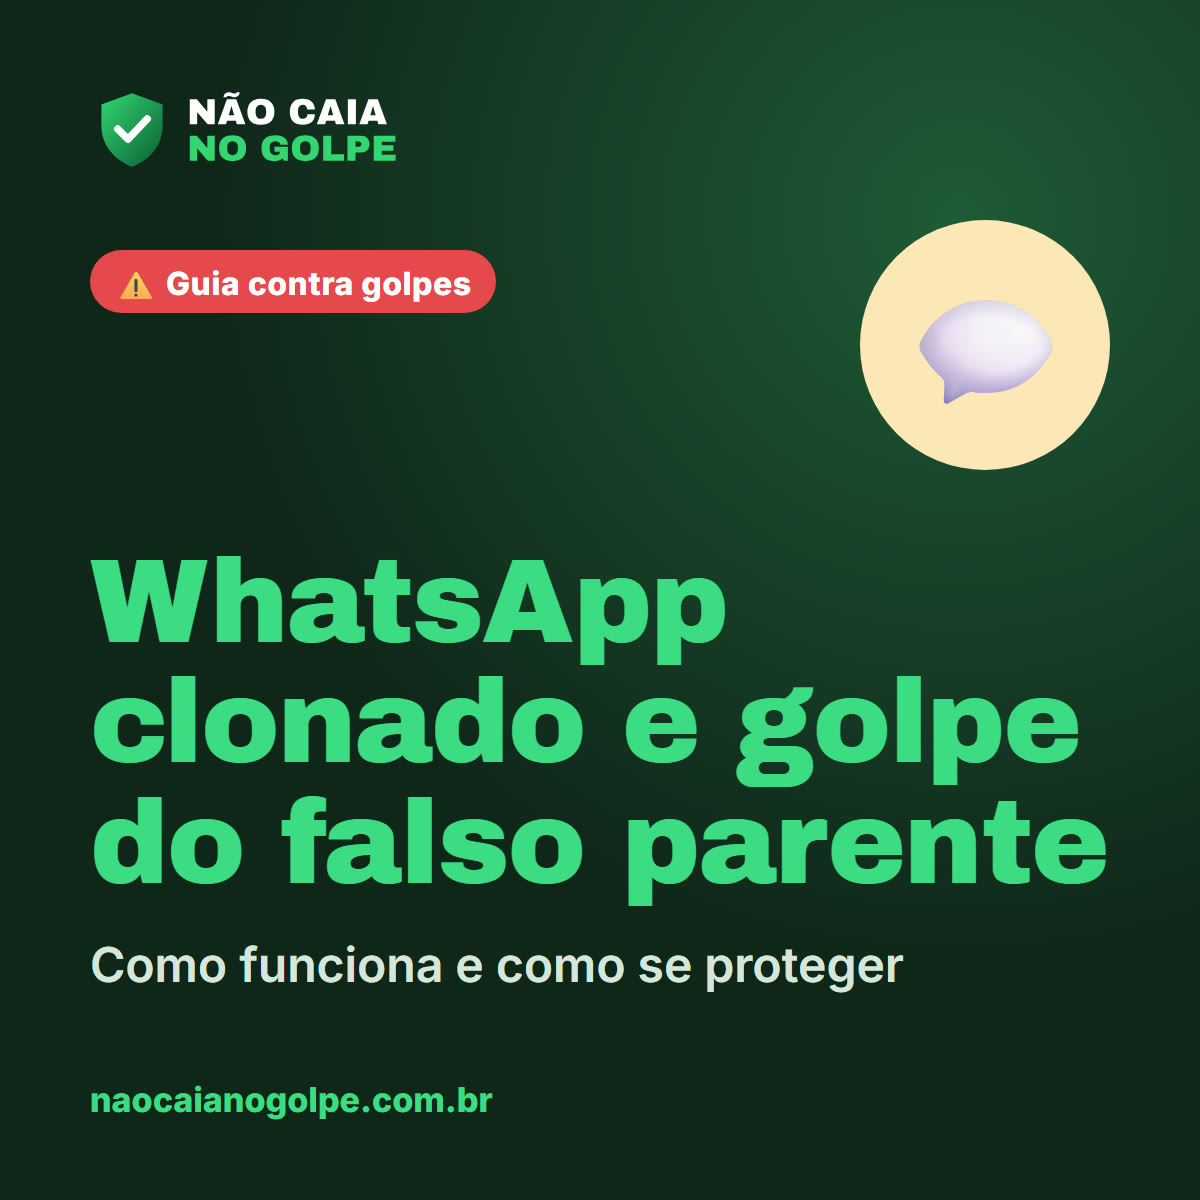 NÃO CAIA
NO GOLPE
⚠️ Guia contra golpes
WhatsApp
clonado e golpe
do falso parente
Como funciona e como se proteger
naocaianogolpe.com.br